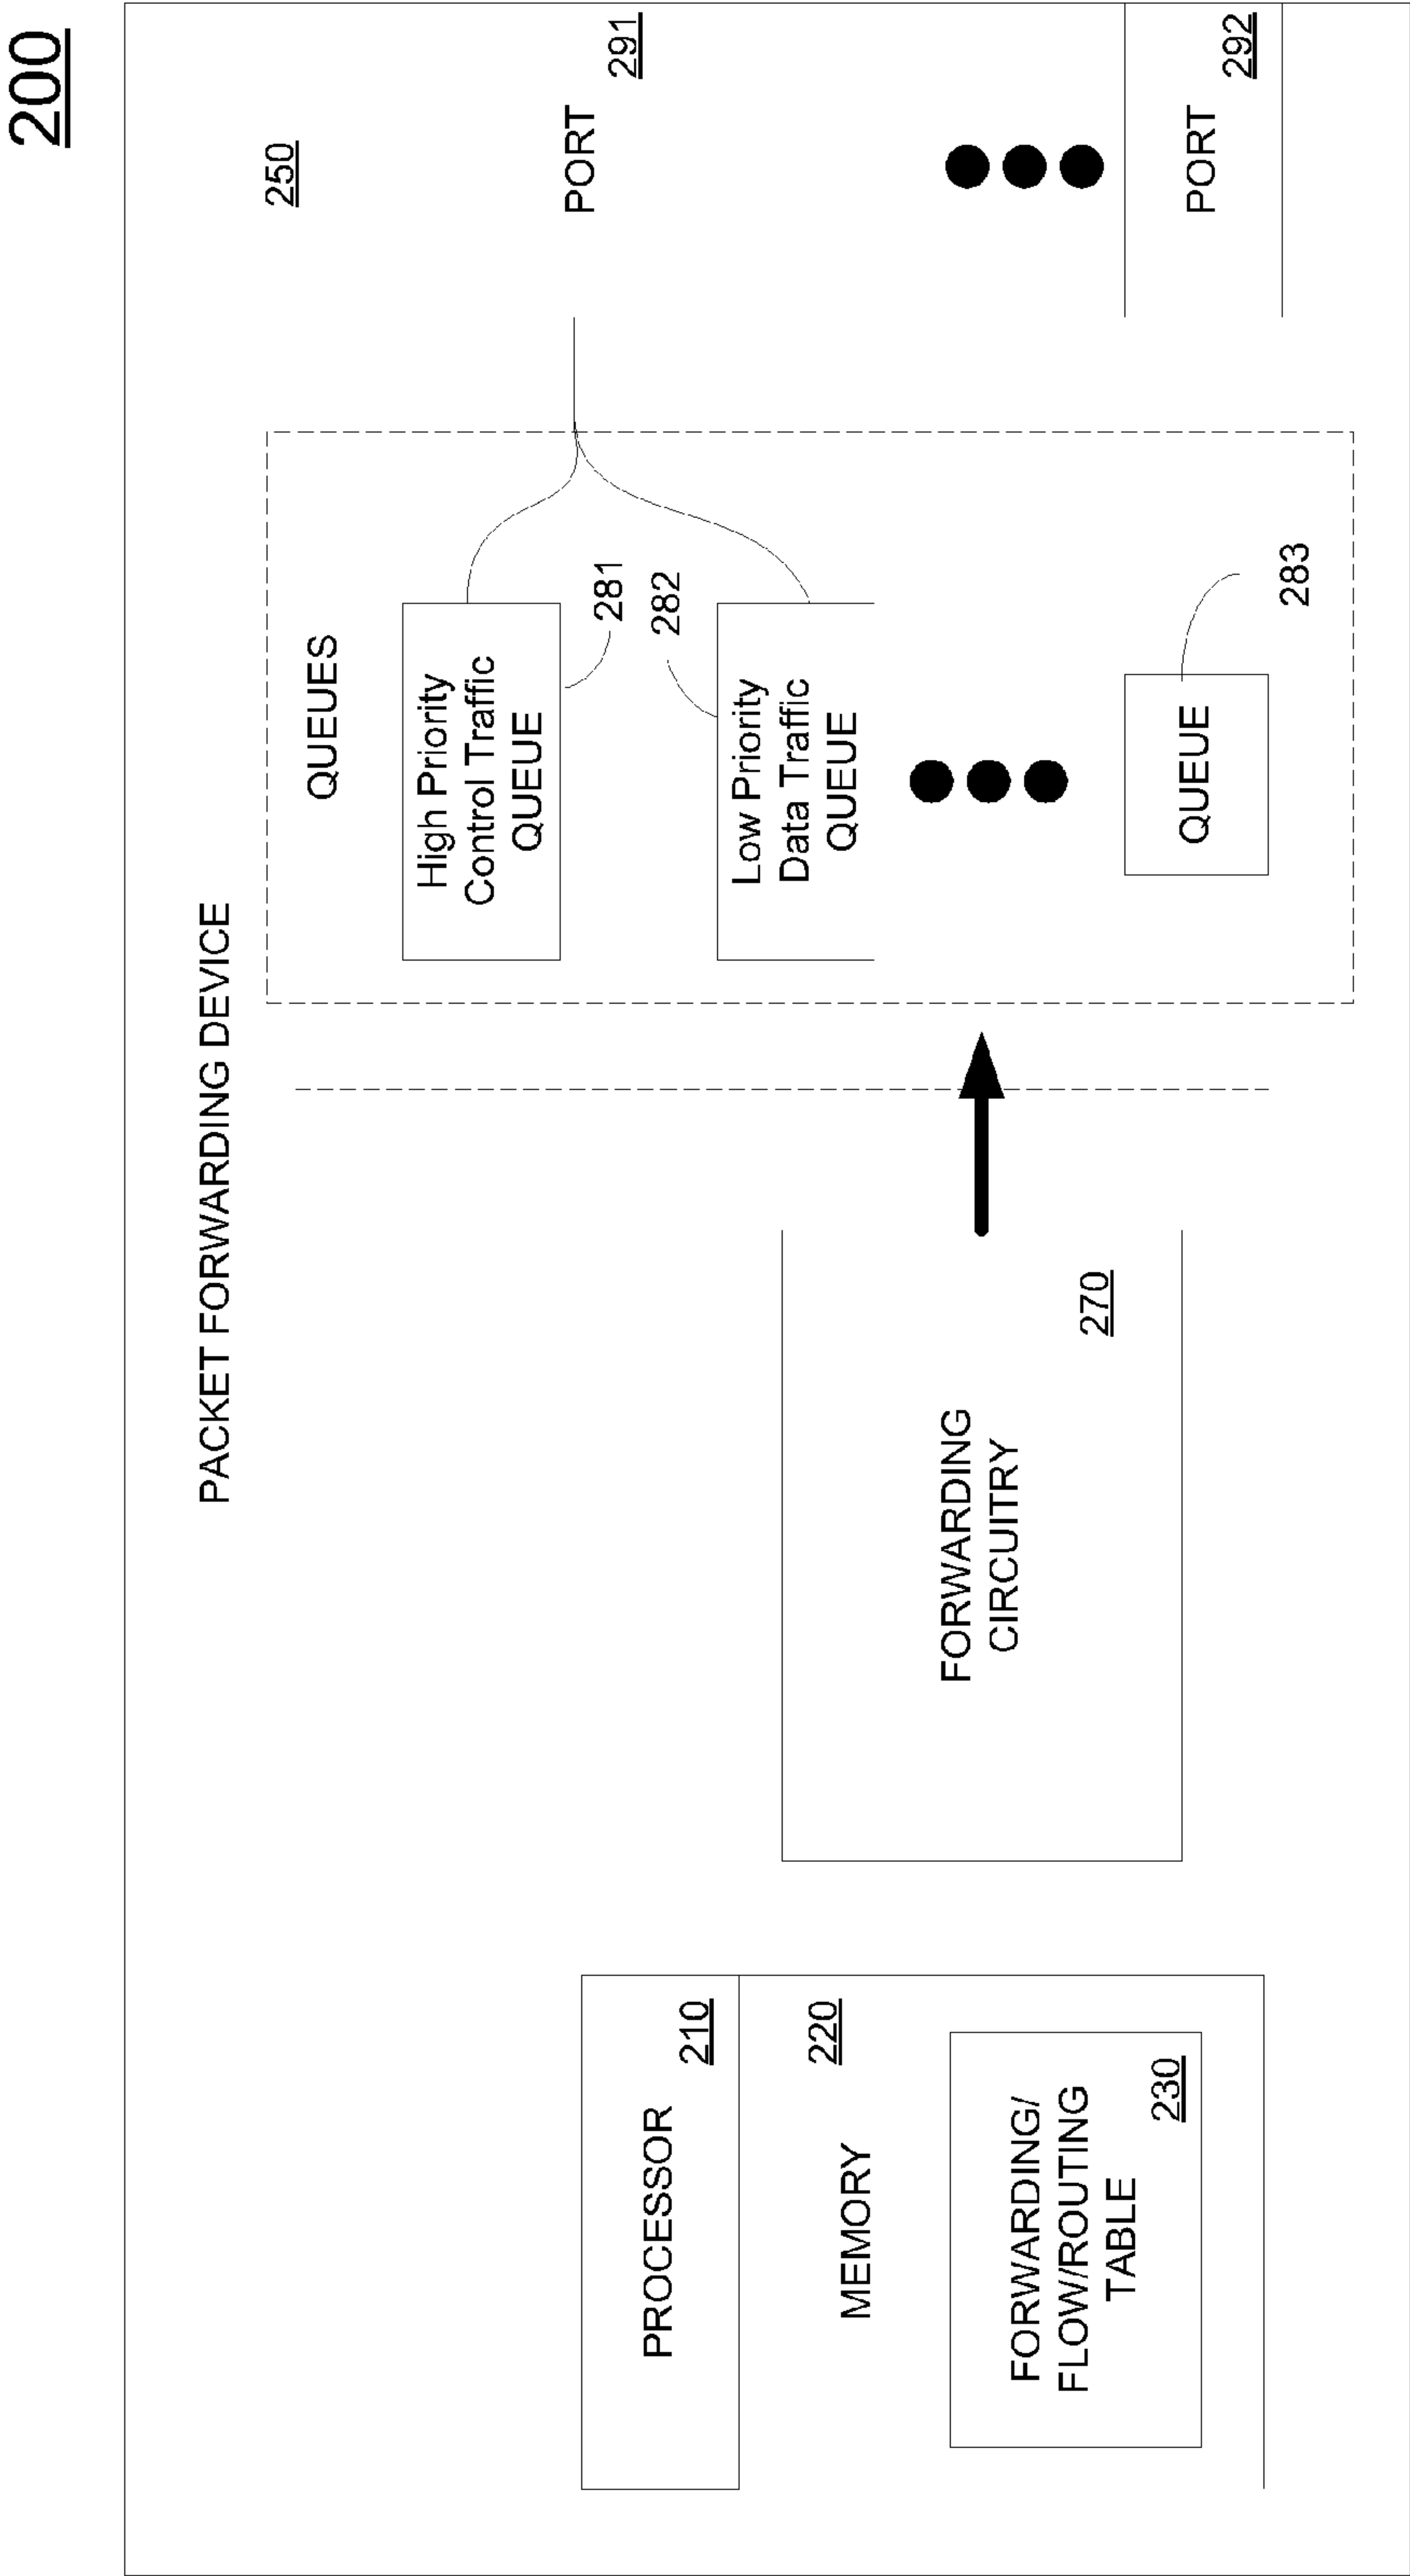 200
PACKET FORWARDING DEVICE
250
QUEUES
High Priority
Control Traffic
QUEUE
281
282
Low Priority
Data Traffic
QUEUE
QUEUE
283
PORT
291
PORT
292
FORWARDING
CIRCUITRY
270
PROCESSOR
210
220
MEMORY
FORWARDING/
FLOW/ROUTING
TABLE
230